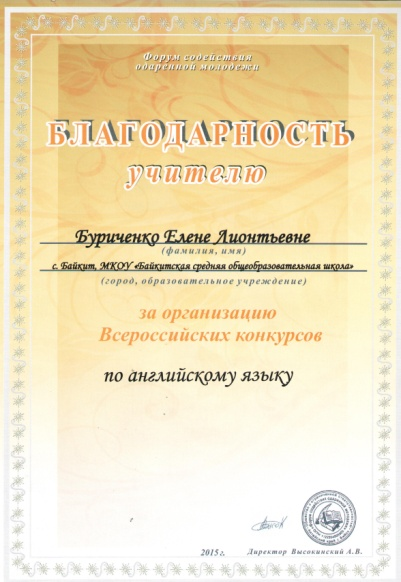 Форум содействия
одаренной молодежи
БЛАГОДАРНОСТЬ
учителю
Буриченко Елене Лионтьевне
(фамилия, имя)
с. Байкит, МКОУ «Байкитская средняя общеобразовательная школа»
(город, образовательное учреждение)
за организацию
Всероссийских конкурсов
по английскому языку
2015 г. Директор Высокинский А.В.